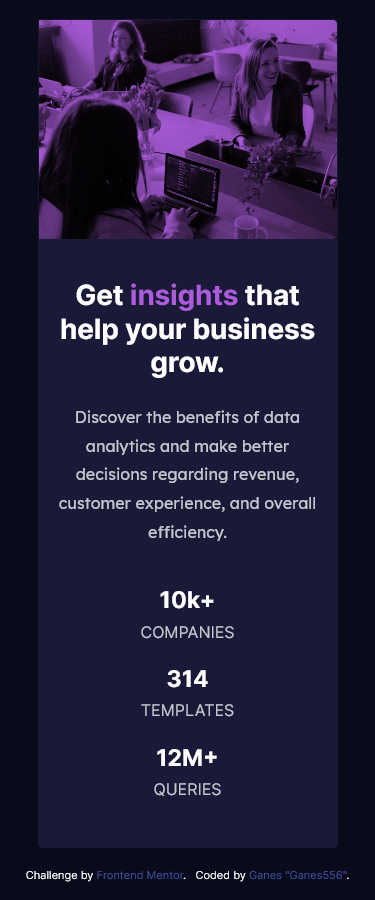 Get insights that
help your business
grow.
Discover the benefits of data
analytics and make better
decisions regarding revenue,
customer experience, and overall
efficiency.
10k+
COMPANIES
314
TEMPLATES
12M+
QUERIES
Challenge by Frontend Mentor. Coded by Ganes "Ganes556".